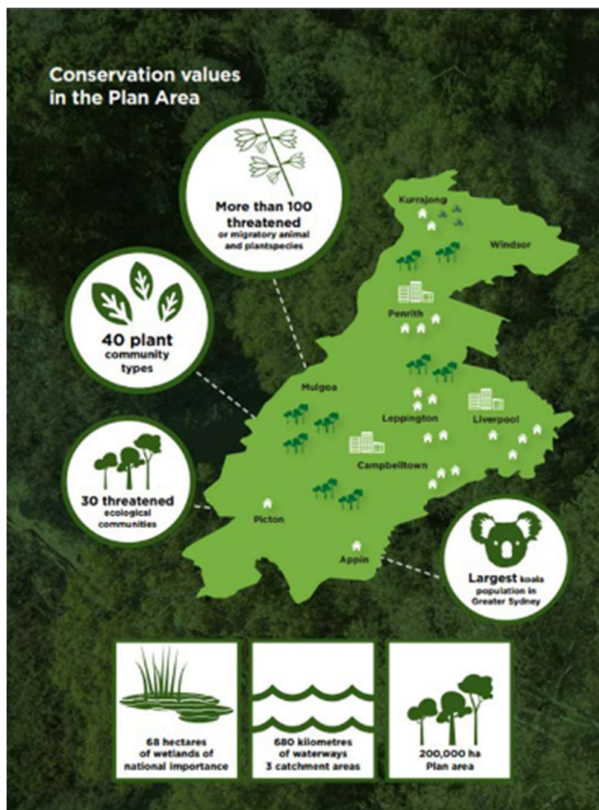 Conservation values
in the Plan Area
More than 100
threatened
or migratory animal
and plantspecies
Kurrajong
Windsor
40 plant
community
types
Penrith
Mulgoa
Leppington
Liverpool
Campbelltown
30 threatened
ecological
communities
Picton
Appin
Largest koala
population in
Greater Sydney
68 hectares
of wetlands of
national importance
680 kilometres
of waterways
3 catchment areas
200,000 ha
Plan area